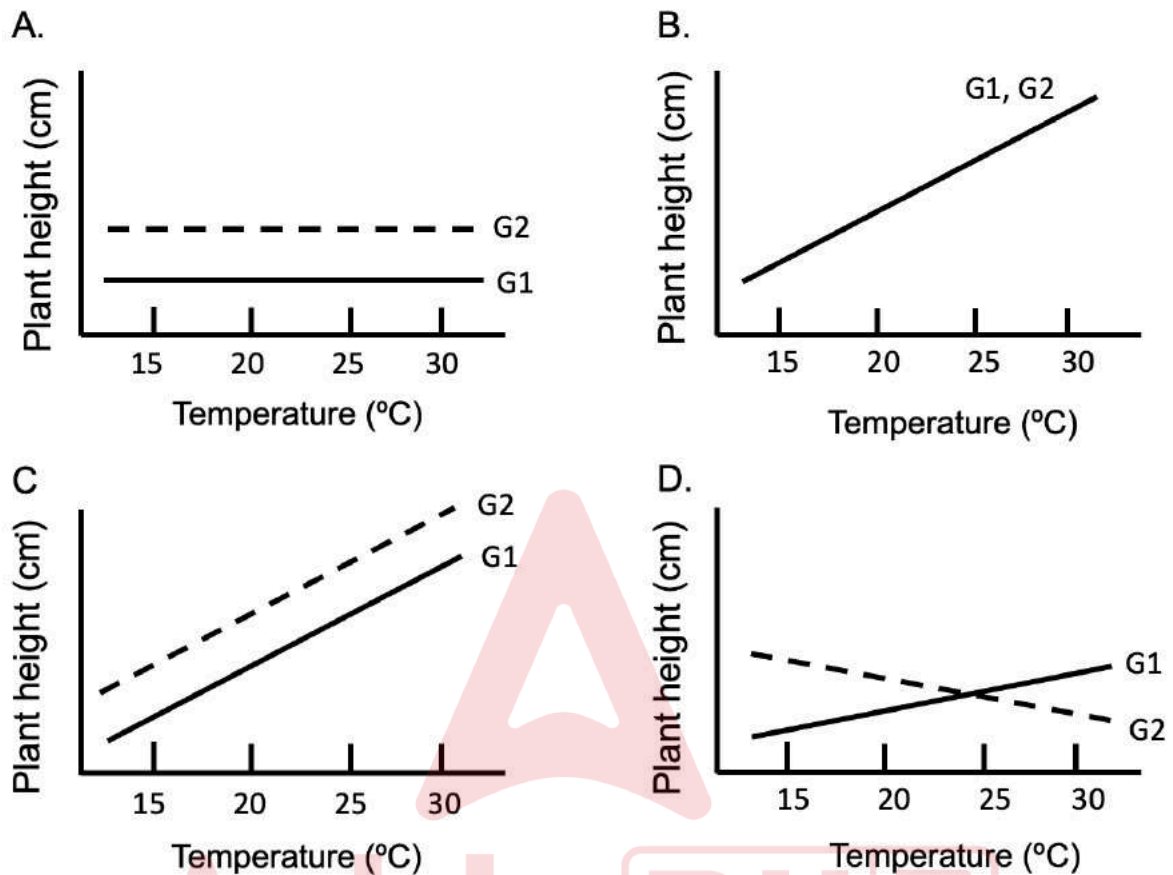 A.
Plant height (cm)
G2
G1
15 20 25 30
Temperature (ºC)
B.
Plant height (cm)
G1, G2
15 20 25 30
Temperature (ºC)
C
Plant height (cm)
G2
G1
15 20 25 30
Temperature (ºC)
D.
Plant height (cm)
G1
G2
15 20 25 30
Temperature (ºC)